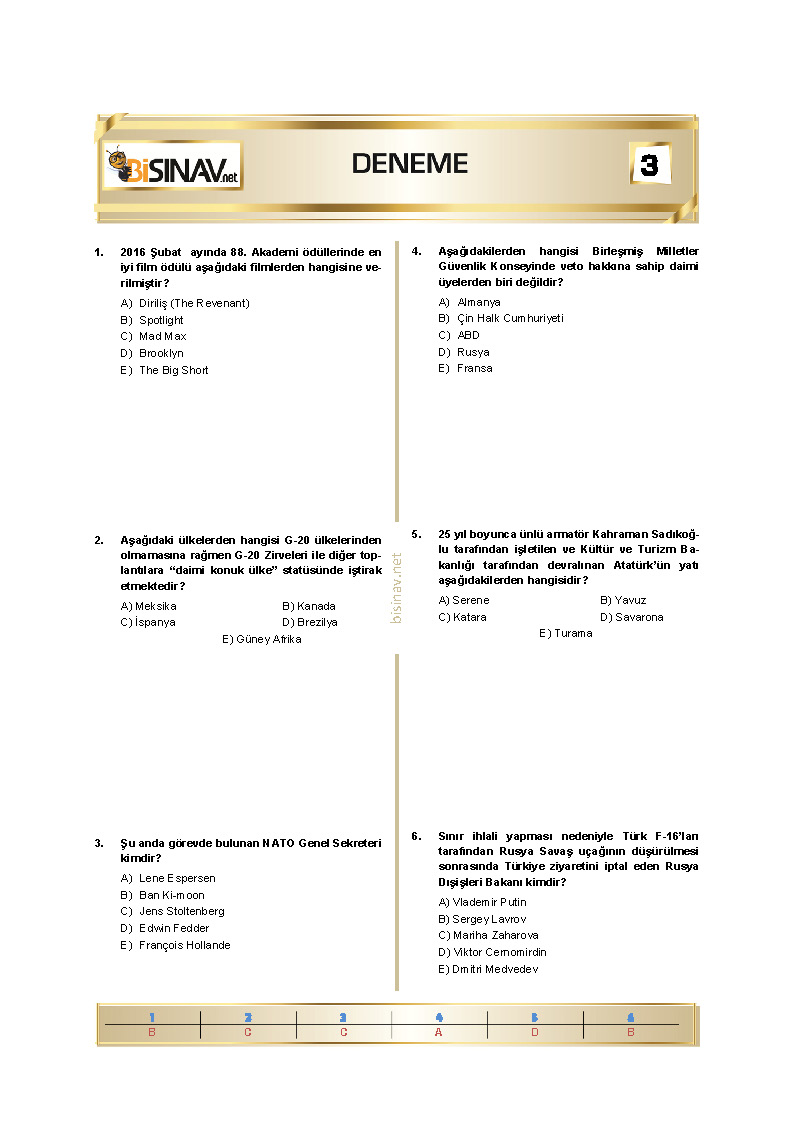 BiSINAV.net
DENEME
3
1. 2016 Şubat ayında 88. Akademi ödüllerinde en
iyi film ödülü aşağıdaki filmlerden hangisine ve-
rilmiştir?
A) Diriliş (The Revenant)
B) Spotlight
C) Mad Max
D) Brooklyn
E) The Big Short
2. Aşağıdaki ülkelerden hangisi G-20 ülkelerinden
olmamasına rağmen G-20 Zirveleri ile diğer top-
lantılara “daimi konuk ülke” statüsünde iştirak
etmektedir?
A) Meksika B) Kanada
C) İspanya D) Brezilya
E) Güney Afrika
3. Şu anda görevde bulunan NATO Genel Sekreteri
kimdir?
A) Lene Espersen
B) Ban Ki-moon
C) Jens Stoltenberg
D) Edwin Fedder
E) François Hollande
bisinav.net
4. Aşağıdakilerden hangisi Birleşmiş Milletler
Güvenlik Konseyinde veto hakkına sahip daimi
üyelerden biri değildir?
A) Almanya
B) Çin Halk Cumhuriyeti
C) ABD
D) Rusya
E) Fransa
5. 25 yıl boyunca ünlü armatör Kahraman Sadıkoğ-
lu tarafından işletilen ve Kültür ve Turizm Ba-
kanlığı tarafından devralınan Atatürk’ün yatı
aşağıdakilerden hangisidir?
A) Serene B) Yavuz
C) Katara D) Savarona
E) Turama
6. Sınır ihlali yapması nedeniyle Türk F-16’ları
tarafından Rusya Savaş uçağının düşürülmesi
sonrasında Türkiye ziyaretini iptal eden Rusya
Dışişleri Bakanı kimdir?
A) Vlademir Putin
B) Sergey Lavrov
C) Mariha Zaharova
D) Viktor Cernomirdin
E) Dmitri Medvedev
1 2 3 4 5 6
B C C A D B